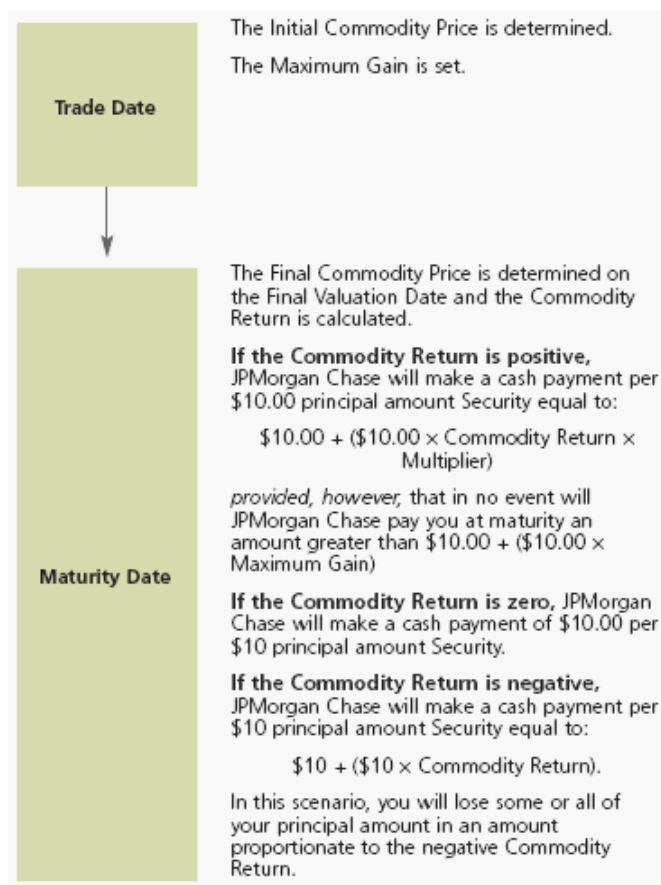 Trade Date
The Initial Commodity Price is determined.
The Maximum Gain is set.
Maturity Date
The Final Commodity Price is determined on
the Final Valuation Date and the Commodity
Return is calculated.
If the Commodity Return is positive,
JPMorgan Chase will make a cash payment per
$10.00 principal amount Security equal to:
$10.00 + ($10.00 × Commodity Return ×
Multiplier)
provided, however, that in no event will
JPMorgan Chase pay you at maturity an
amount greater than $10.00 + ($10.00 ×
Maximum Gain)
If the Commodity Return is zero, JPMorgan
Chase will make a cash payment of $10.00 per
$10 principal amount Security.
If the Commodity Return is negative,
JPMorgan Chase will make a cash payment per
$10 principal amount Security equal to:
$10 + ($10 × Commodity Return).
In this scenario, you will lose some or all of
your principal amount in an amount
proportionate to the negative Commodity
Return.